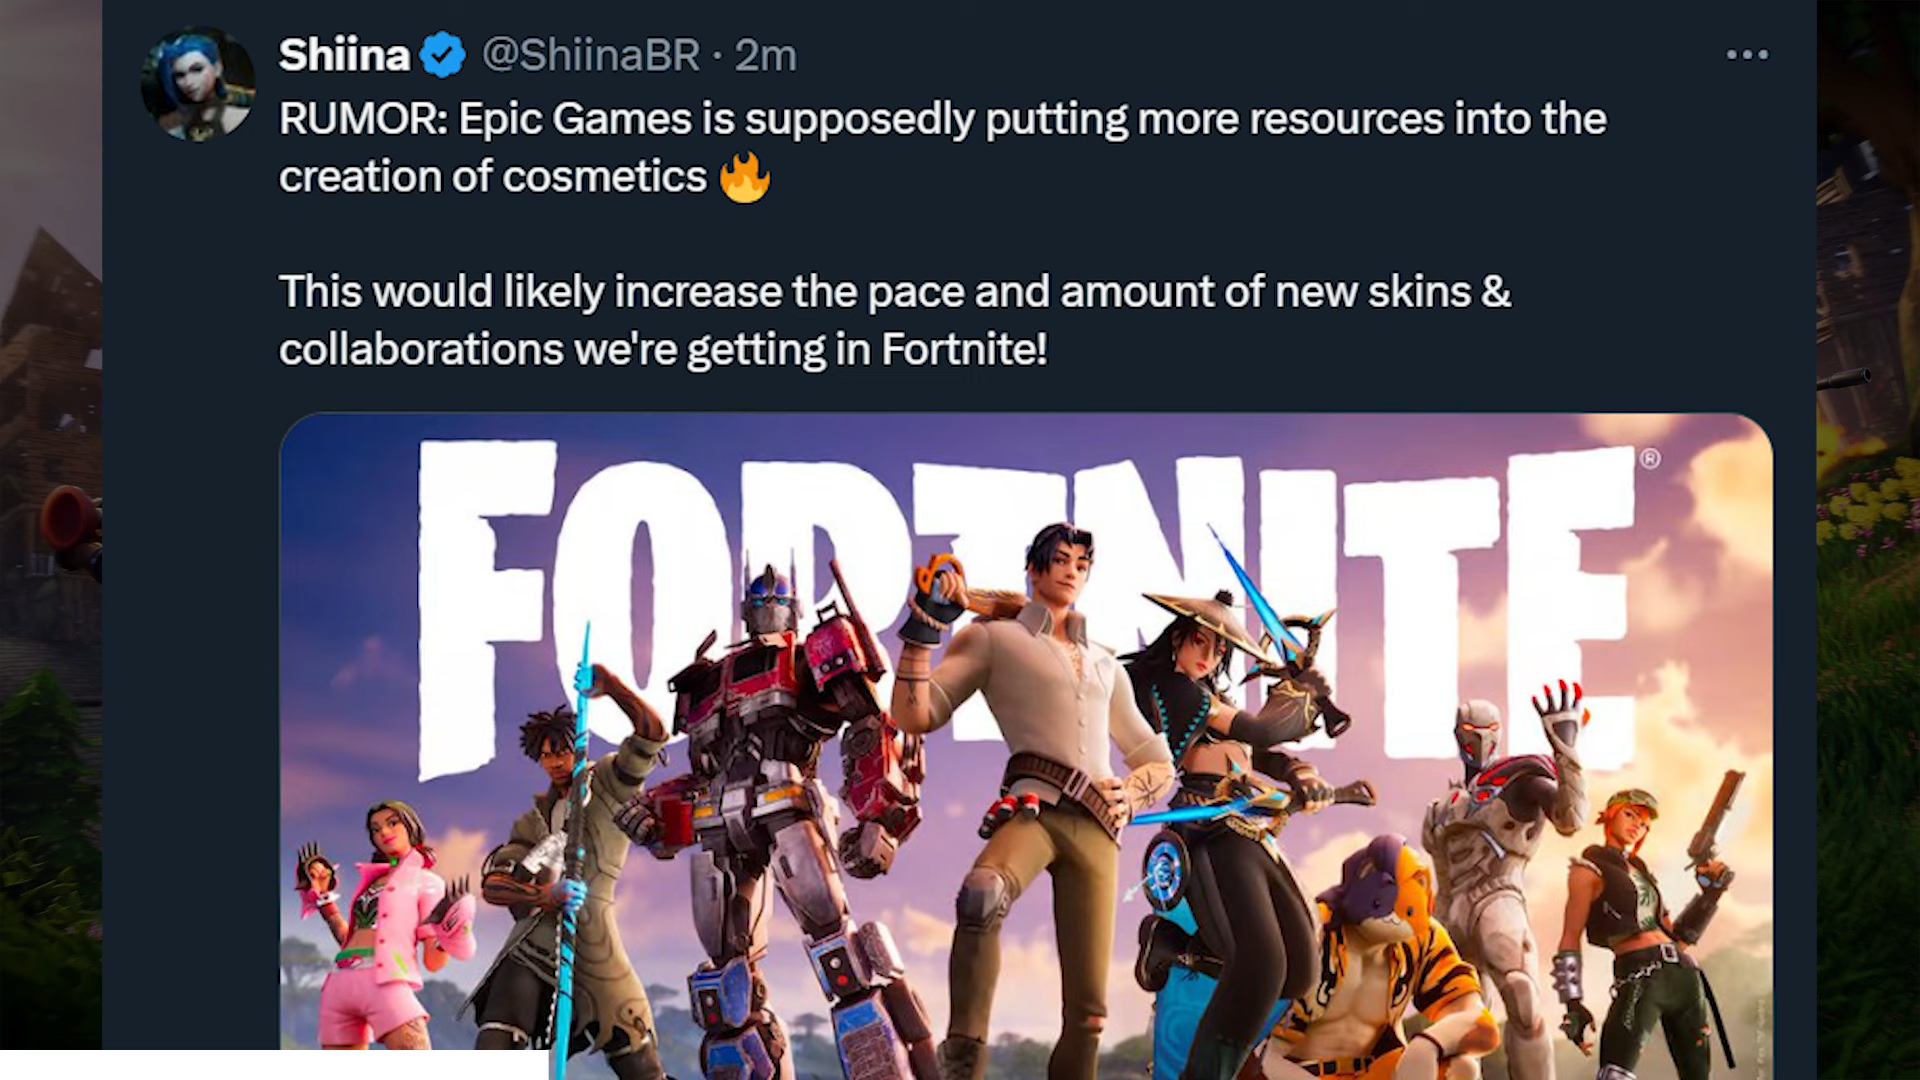 Shiina @ShiinaBR · 2m
RUMOR: Epic Games is supposedly putting more resources into the
creation of cosmetics 🔥
This would likely increase the pace and amount of new skins &
collaborations we're getting in Fortnite!
FORTNITE®